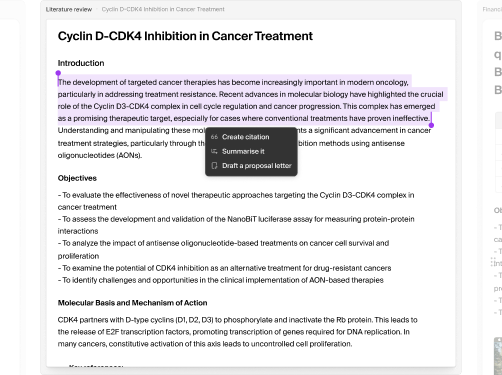 Literature review Cyclin D-CDK4 Inhibition in Cancer Treatment
Financi
Cyclin D-CDK4 Inhibition in Cancer Treatment
Introduction
The development of targeted cancer therapies has become increasingly important in modern oncology,
particularly in addressing treatment resistance. Recent advances in molecular biology have highlighted the crucial
role of the Cyclin D3-CDK4 complex in cell cycle regulation and cancer progression. This complex has emerged
as a promising therapeutic target, especially for cases where conventional treatments have proven ineffective.
Understanding and manipulating these mol nts a significant advancement in cancer
treatment strategies, particularly through th bition methods using antisense
oligonucleotides (AONs).
Create citation
Summarise it
Draft a proposal letter
Objectives
- To evaluate the effectiveness of novel therapeutic approaches targeting the Cyclin D3-CDK4 complex in
cancer treatment
- To assess the development and validation of the NanoBiT luciferase assay for measuring protein-protein
interactions
- To analyze the impact of antisense oligonucleotide-based treatments on cancer cell survival and
proliferation
- To examine the potential of CDK4 inhibition as an alternative treatment for drug-resistant cancers
- To identify challenges and opportunities in the clinical implementation of AON-based therapies
Molecular Basis and Mechanism of Action
CDK4 partners with D-type cyclins (D1, D2, D3) to phosphorylate and inactivate the Rb protein. This leads to
the release of E2F transcription factors, promoting transcription of genes required for DNA replication. In
many cancers, constitutive activation of this axis leads to uncontrolled cell proliferation.